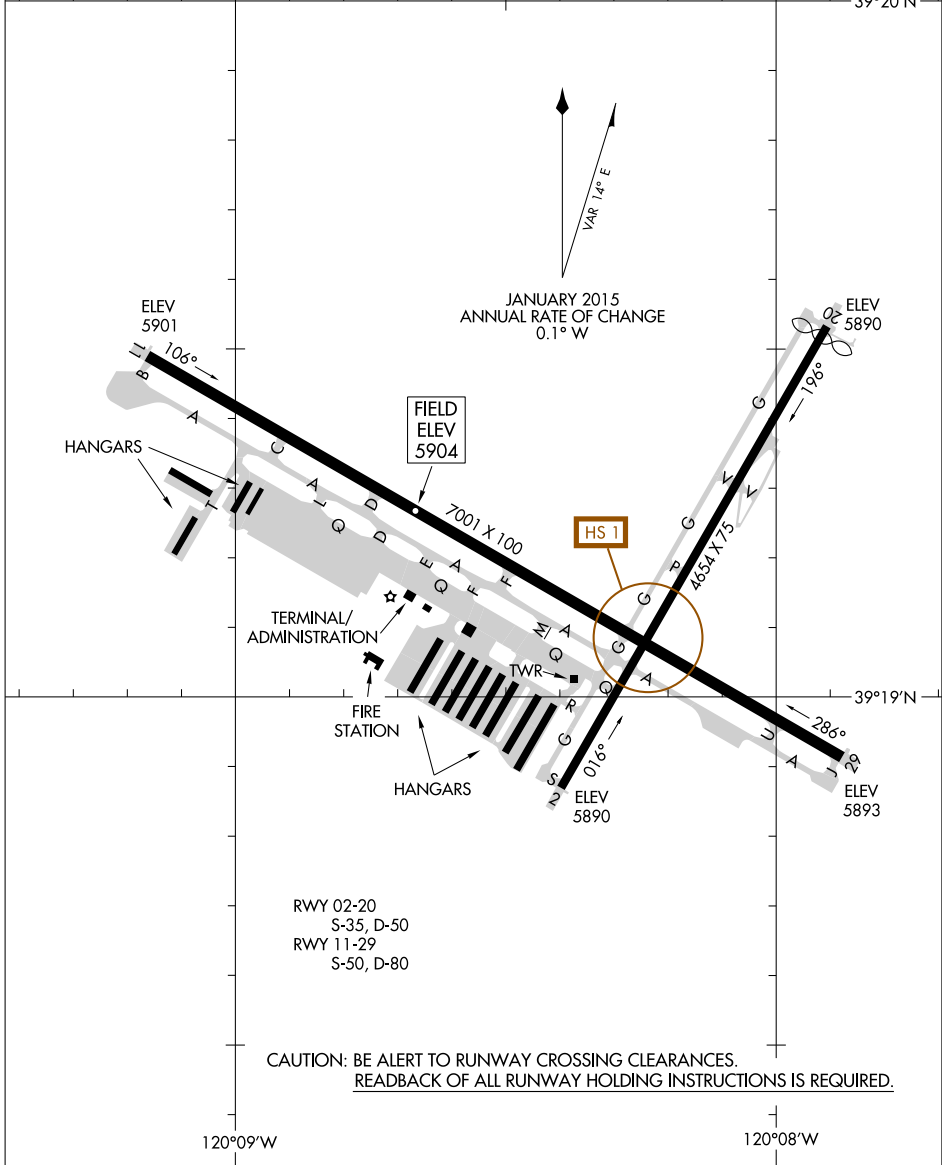 39°20'N
VAR 14° E
JANUARY 2015
ANNUAL RATE OF CHANGE
0.1° W
ELEV
5901
11
106°
B
A
C
HANGARS
T
A
L
Q
D
D
FIELD
ELEV
5904
7001 X 100
E
A
Q
F
F
TERMINAL/
ADMINISTRATION
FIRE
STATION
HANGARS
M
A
Q
TWR
HS 1
20
ELEV
5890
196°
G
V
V
G
4654 X 75
P
G
G
A
Q
R
G
016°
S
2
ELEV
5890
39°19'N
286°
U
A
J
29
ELEV
5893
RWY 02-20
S-35, D-50
RWY 11-29
S-50, D-80
CAUTION: BE ALERT TO RUNWAY CROSSING CLEARANCES.
READBACK OF ALL RUNWAY HOLDING INSTRUCTIONS IS REQUIRED.
120°09'W
120°08'W